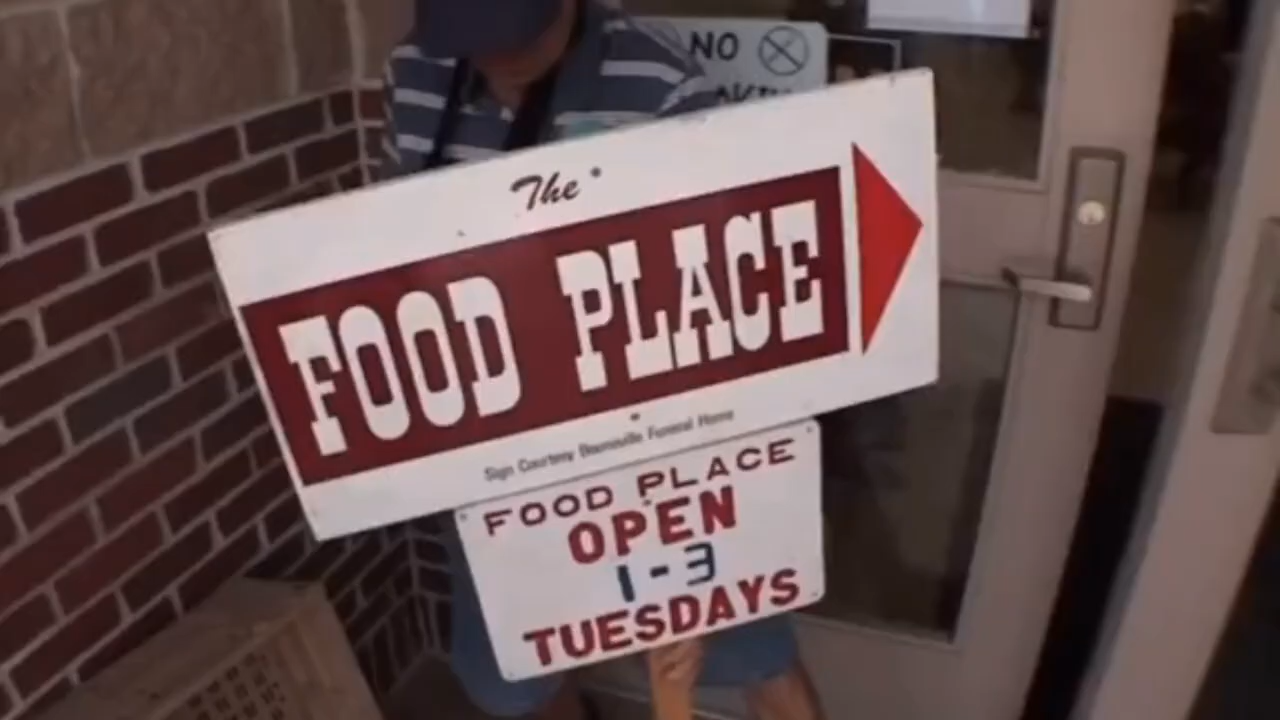 NO
The
FOOD PLACE
Sign Courtesy Funeral Home
FOOD PLACE
OPEN
1-3
TUESDAYS